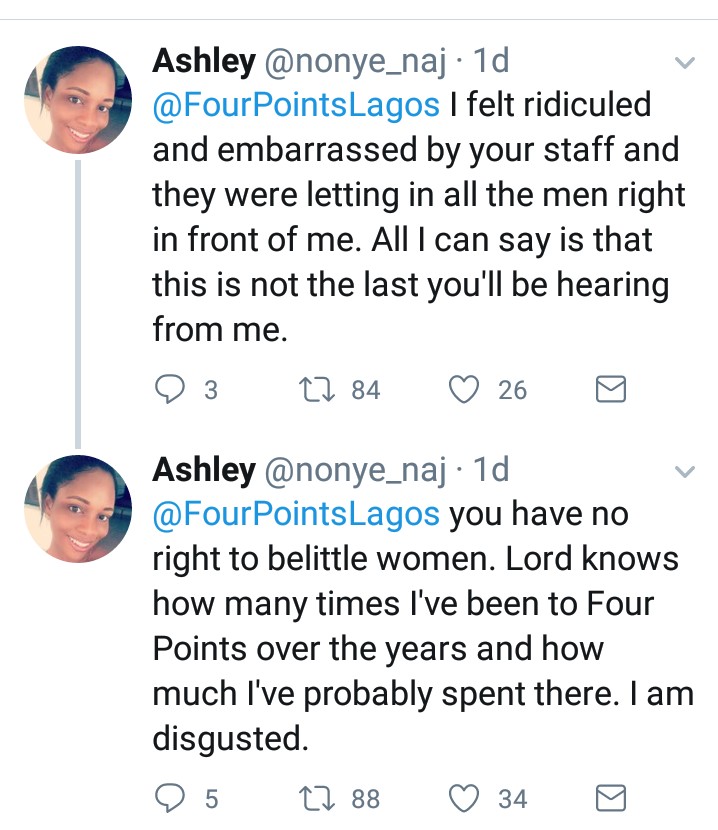 Ashley @nonye_naj · 1d
@FourPointsLagos I felt ridiculed
and embarrassed by your staff and
they were letting in all the men right
in front of me. All I can say is that
this is not the last you'll be hearing
from me.
3 84 26
Ashley @nonye_naj · 1d
@FourPointsLagos you have no
right to belittle women. Lord knows
how many times I've been to Four
Points over the years and how
much I've probably spent there. I am
disgusted.
5 88 34